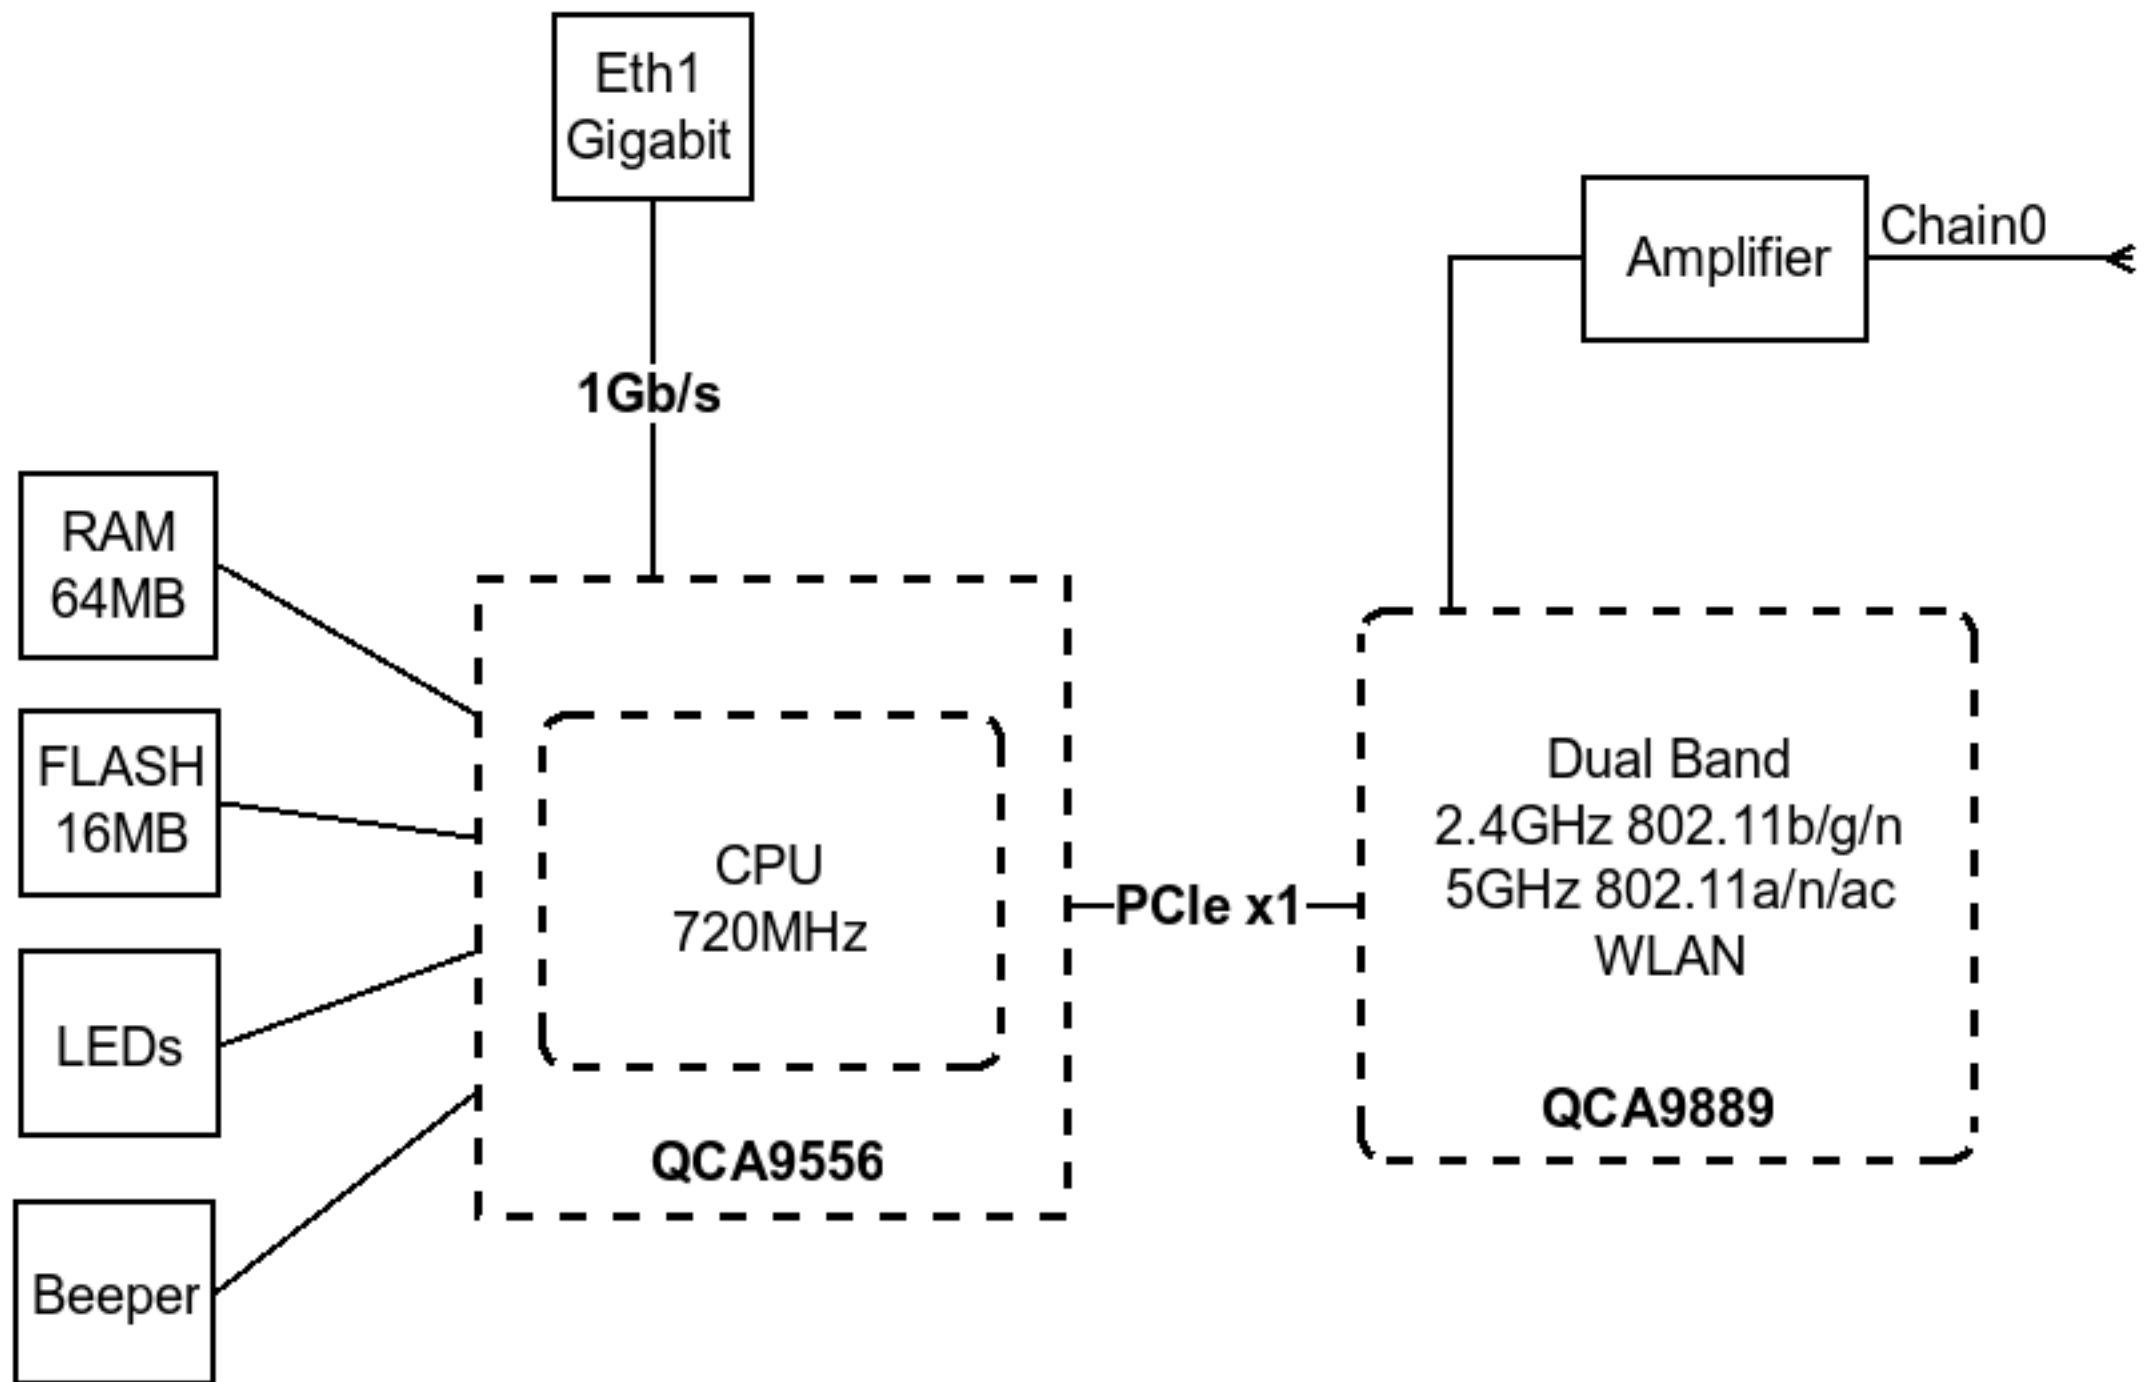 Eth1
Gigabit
Amplifier
Chain0
1Gb/s
RAM
64MB
FLASH
16MB
LEDs
Beeper
CPU
720MHz
QCA9556
PCIe x1
Dual Band
2.4GHz 802.11b/g/n
5GHz 802.11a/n/ac
WLAN
QCA9889